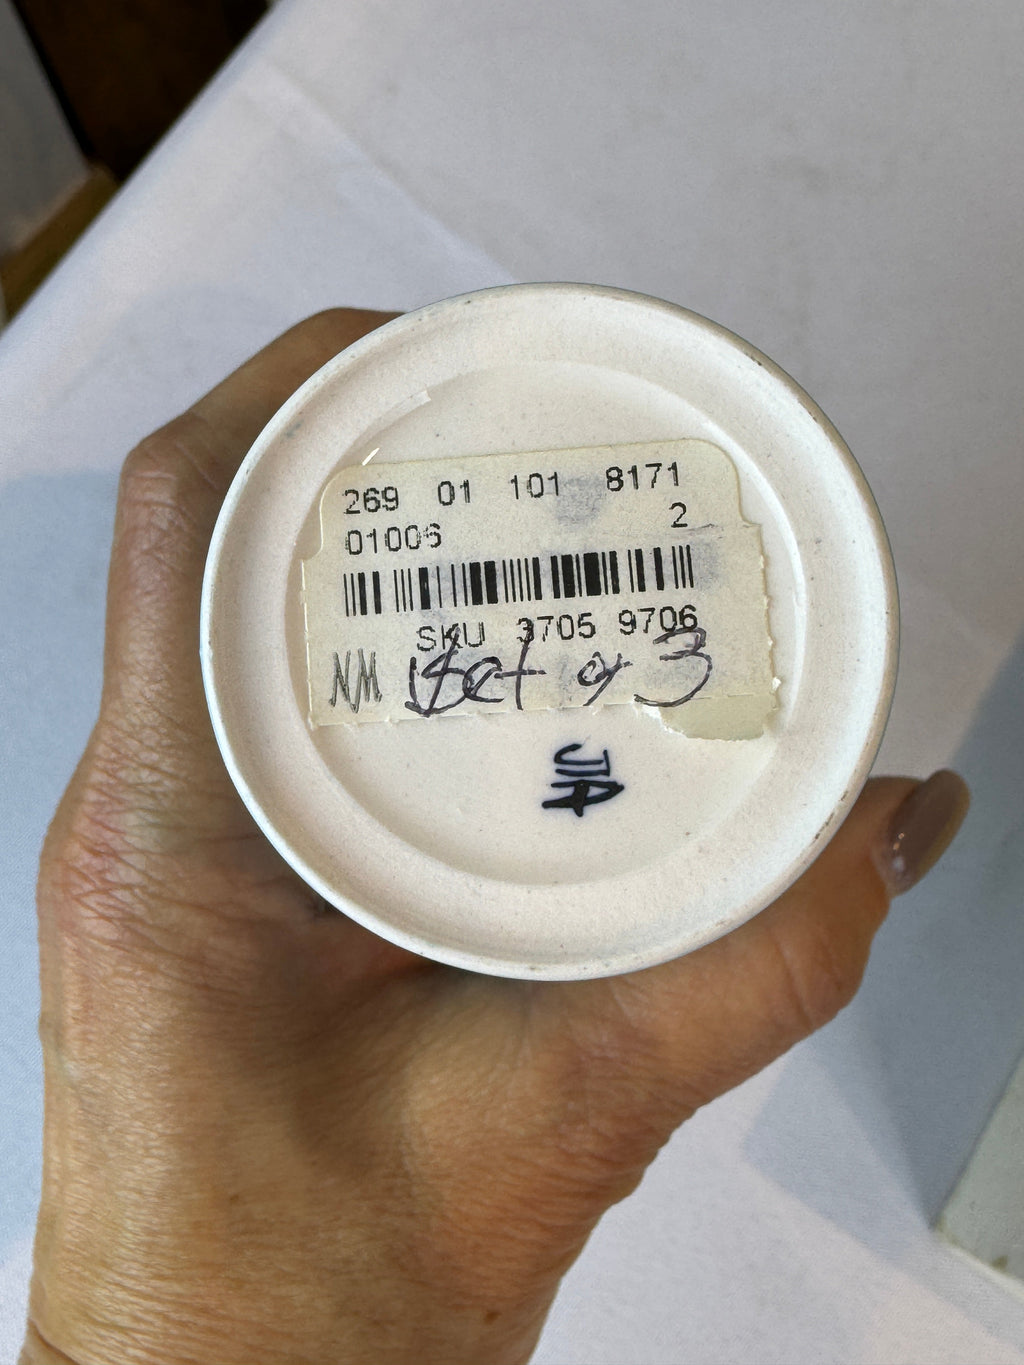 269 01 101 8171
01006 2
SKU 3705 9706
NM Set of 3